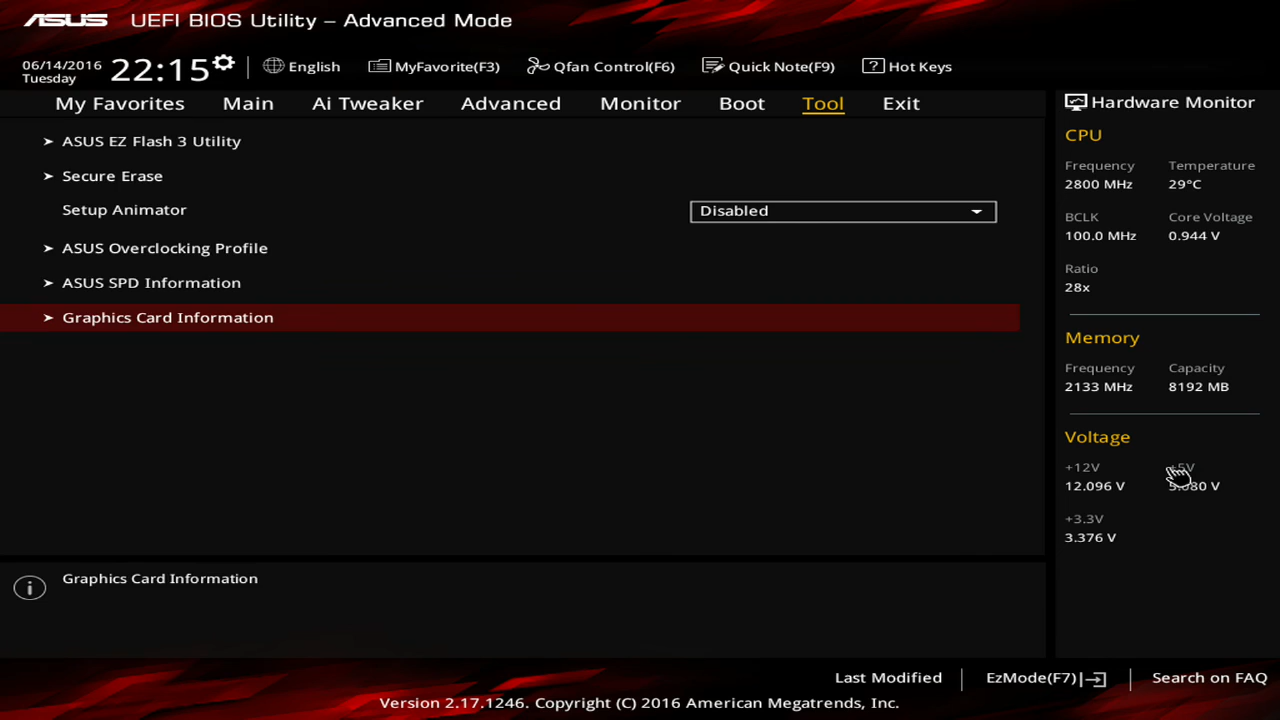 ASUS UEFI BIOS Utility – Advanced Mode
06/14/2016
Tuesday
22:15
English
MyFavorite(F3)
Qfan Control(F6)
Quick Note(F9)
? Hot Keys
My Favorites Main Ai Tweaker Advanced Monitor Boot Tool Exit
ASUS EZ Flash 3 Utility
Secure Erase
Setup Animator Disabled
ASUS Overclocking Profile
ASUS SPD Information
Graphics Card Information
Graphics Card Information
Hardware Monitor
CPU
Frequency Temperature
2800 MHz 29°C
BCLK Core Voltage
100.0 MHz 0.944 V
Ratio
28x
Memory
Frequency Capacity
2133 MHz 8192 MB
Voltage
+12V +5V
12.096 V
+3.3V
3.376 V
Last Modified EzMode(F7) Search on FAQ
Version 2.17.1246. Copyright (C) 2016 American Megatrends, Inc.